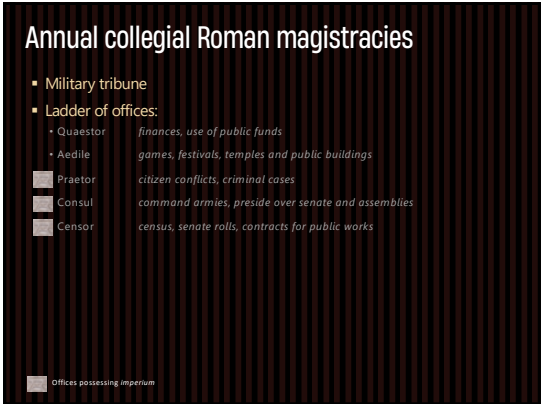 Annual collegial Roman magistracies
▪ Military tribune
▪ Ladder of offices:
• Quaestor finances, use of public funds
• Aedile games, festivals, temples and public buildings
Praetor citizen conflicts, criminal cases
Consul command armies, preside over senate and assemblies
Censor census, senate rolls, contracts for public works
Offices possessing imperium